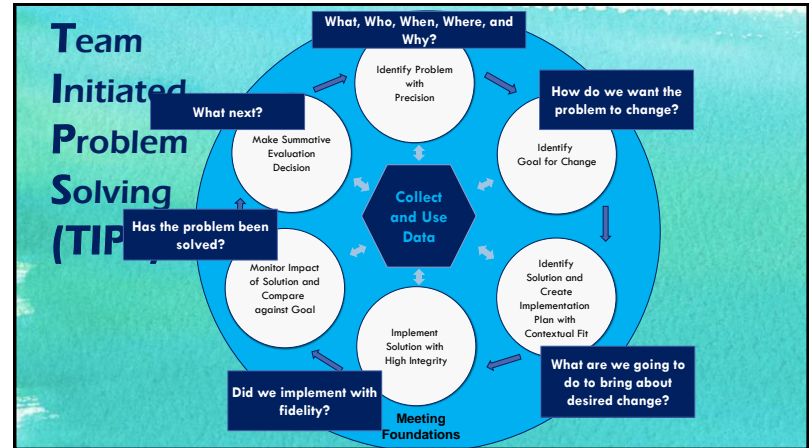 Team
Initiated
Problem
Solving
(TIP
What, Who, When, Where, and
Why?
Identify Problem
with
Precision
How do we want the
problem to change?
Identify
Goal for Change
Identify
Solution and
Create
Implementation
Plan with
Contextual Fit
What are we going to
do to bring about
desired change?
Implement
Solution with
High Integrity
Did we implement with
fidelity?
Monitor Impact
of Solution and
Compare
against Goal
Has the problem been
solved?
Make Summative
Evaluation
Decision
What next?
Collect
and Use
Data
Meeting
Foundations